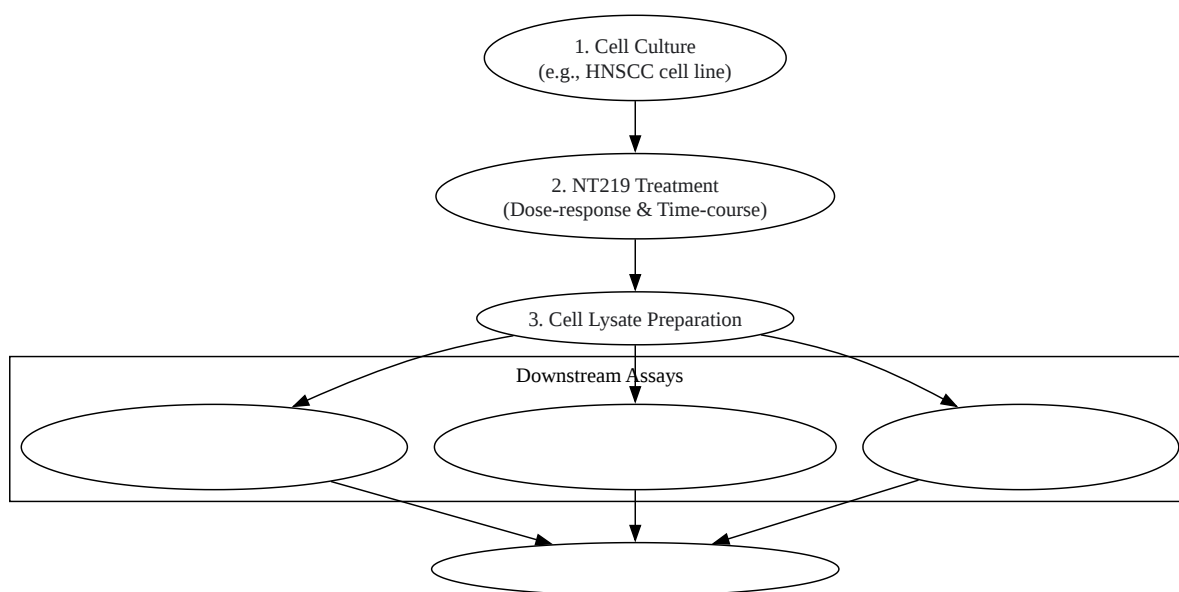 1. Cell Culture
(e.g., HNSCC cell line)
2. NT219 Treatment
(Dose-response & Time-course)
3. Cell Lysate Preparation
Downstream Assays